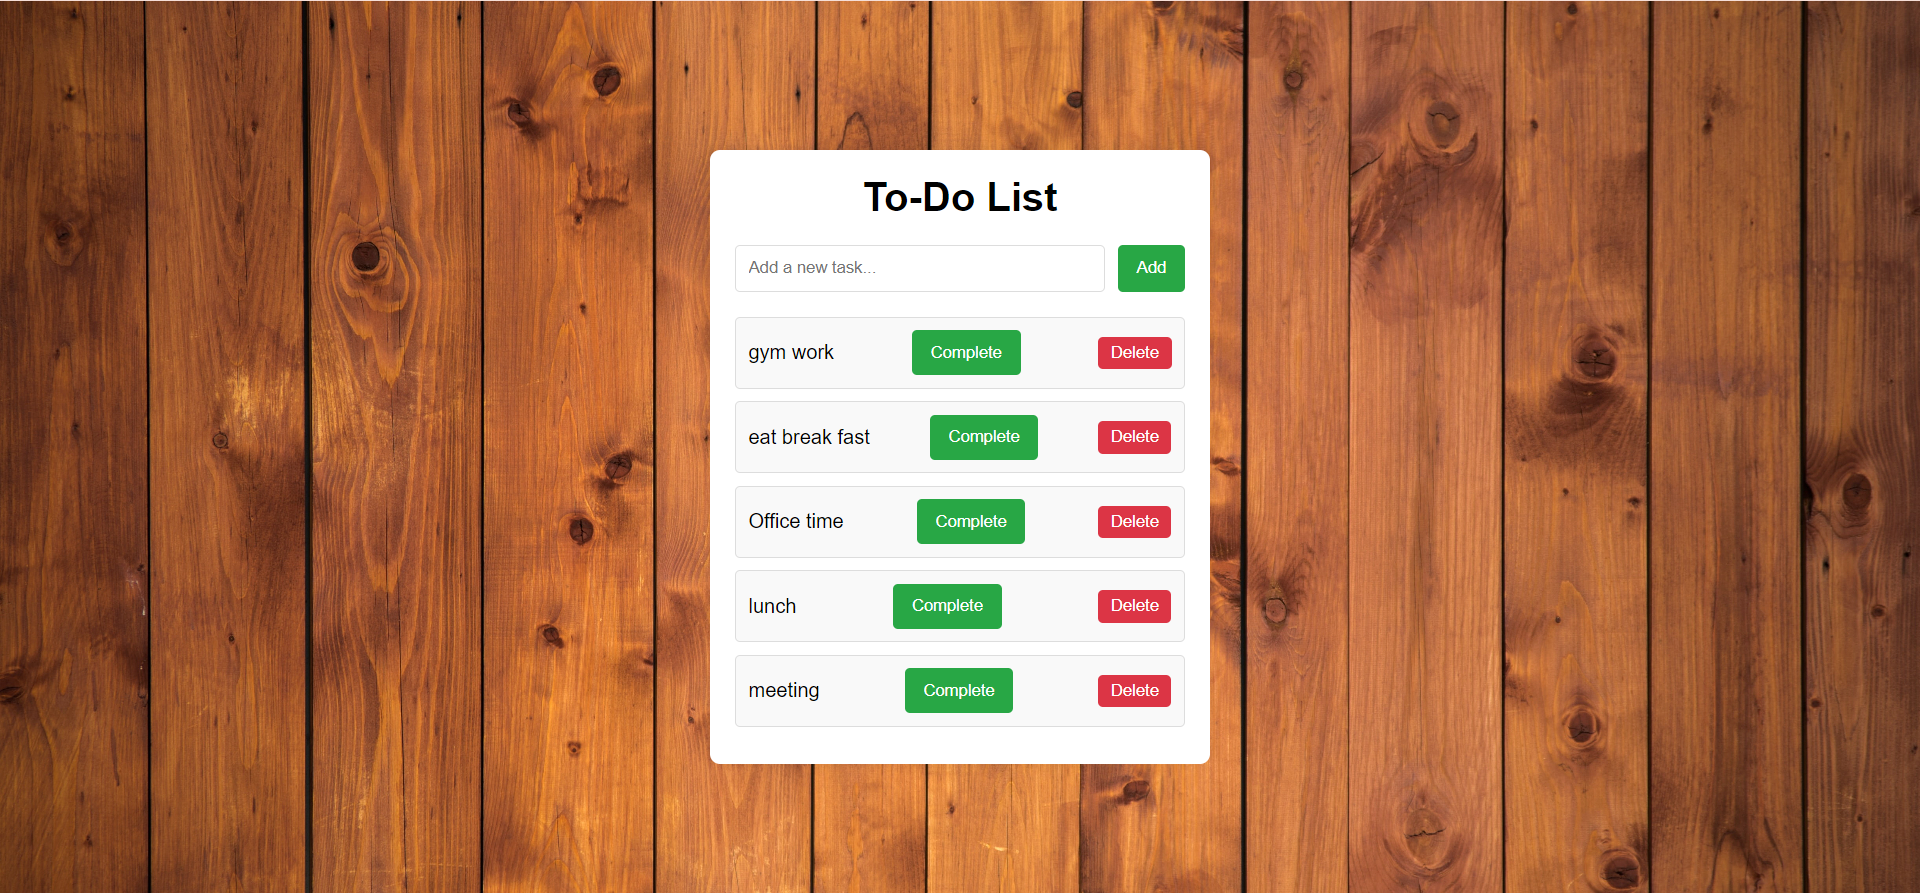 To-Do List
Add a new task... Add
gym work Complete Delete
eat break fast Complete Delete
Office time Complete Delete
lunch Complete Delete
meeting Complete Delete